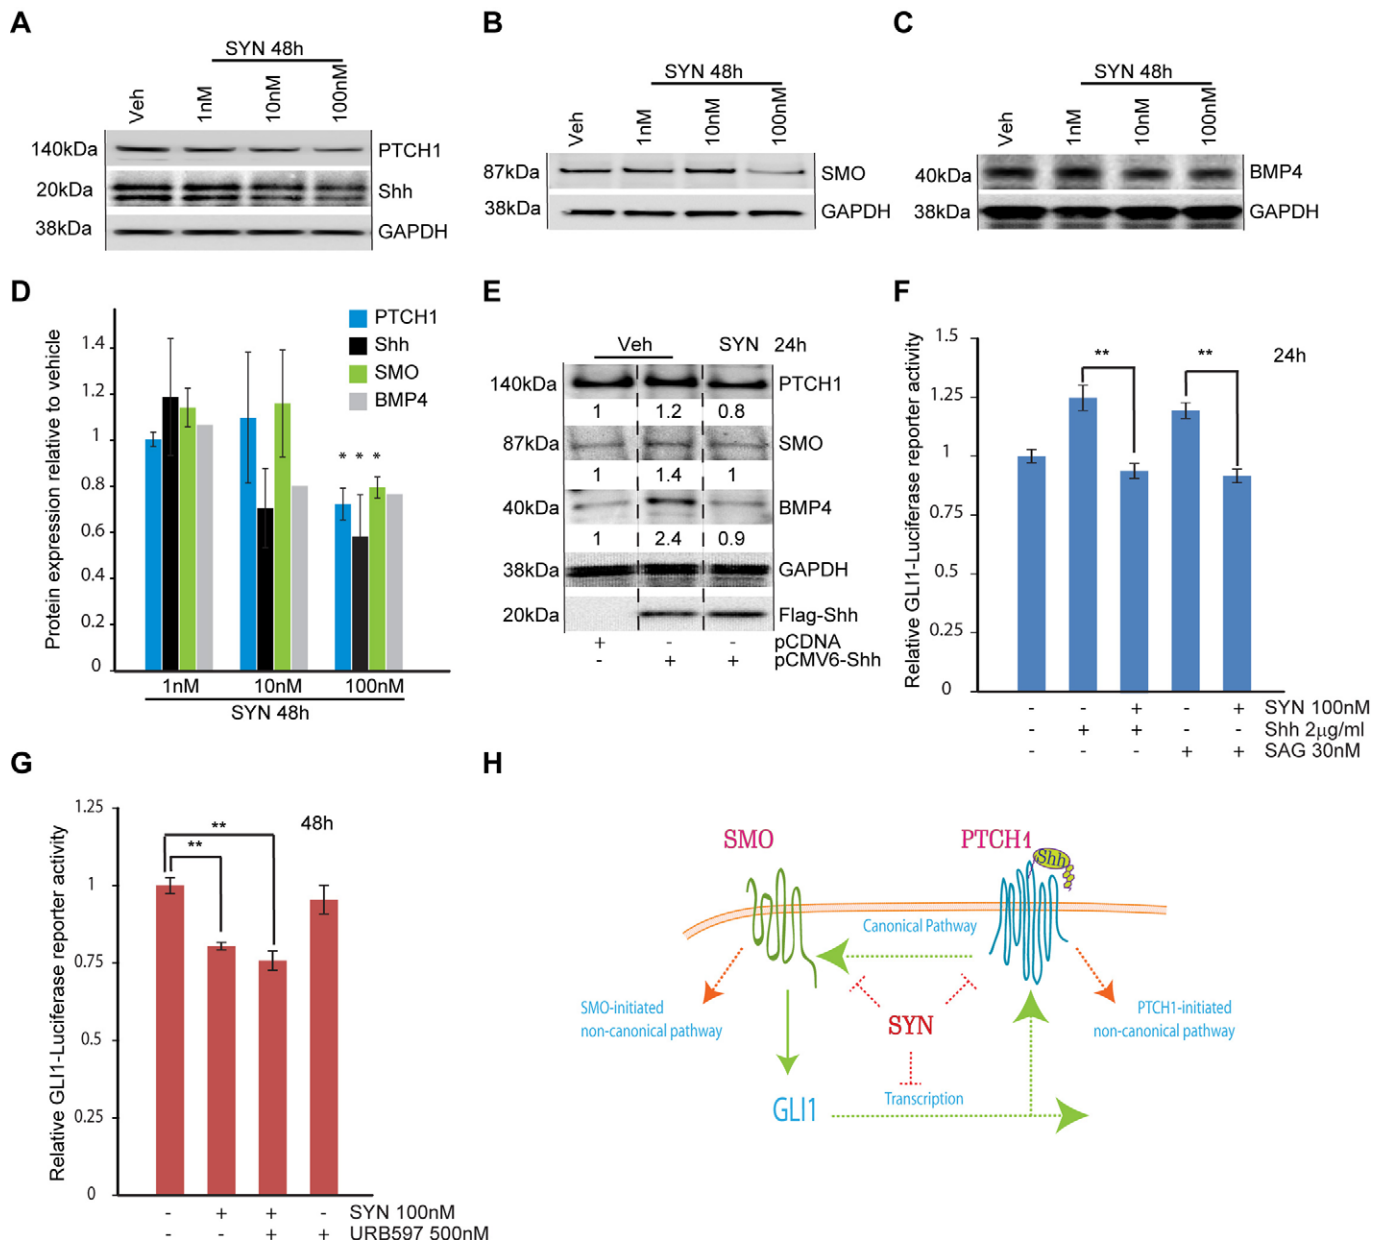 A
SYN 48h
Veh
1nM
10nM
100nM
140kDa
PTCH1
20kDa
Shh
38kDa
GAPDH
B
SYN 48h
Veh
1nM
10nM
100nM
87kDa
SMO
38kDa
GAPDH
C
SYN 48h
Veh
1nM
10nM
100nM
40kDa
BMP4
38kDa
GAPDH
D
Protein expression relative to vehicle
1.4
1.2
1
0.8
0.6
0.4
0.2
0
PTCH1
Shh
SMO
BMP4
* * *
1nM 10nM 100nM
SYN 48h
E
Veh SYN 24h
140kDa PTCH1
1 1.2 0.8
87kDa SMO
1 1.4 1
40kDa BMP4
1 2.4 0.9
38kDa GAPDH
20kDa Flag-Shh
+ - - pCDNA
- + + pCMV6-Shh
F
Relative GLI1-Luciferase reporter activity
1.5
1.25
1
0.75
0.5
0.25
0
** **
24h
- - + - + SYN 100nM
- + + - - Shh 2µg/ml
- - - + + SAG 30nM
G
Relative GLI1-Luciferase reporter activity
1.25
1
0.75
0.5
0.25
0
**
**
48h
- + + - SYN 100nM
- - + + URB597 500nM
H
SMO
PTCH1
Shh
Canonical Pathway
SMO-initiated
non-canonical pathway
SYN
PTCH1-initiated
non-canonical pathway
Transcription
GLI1